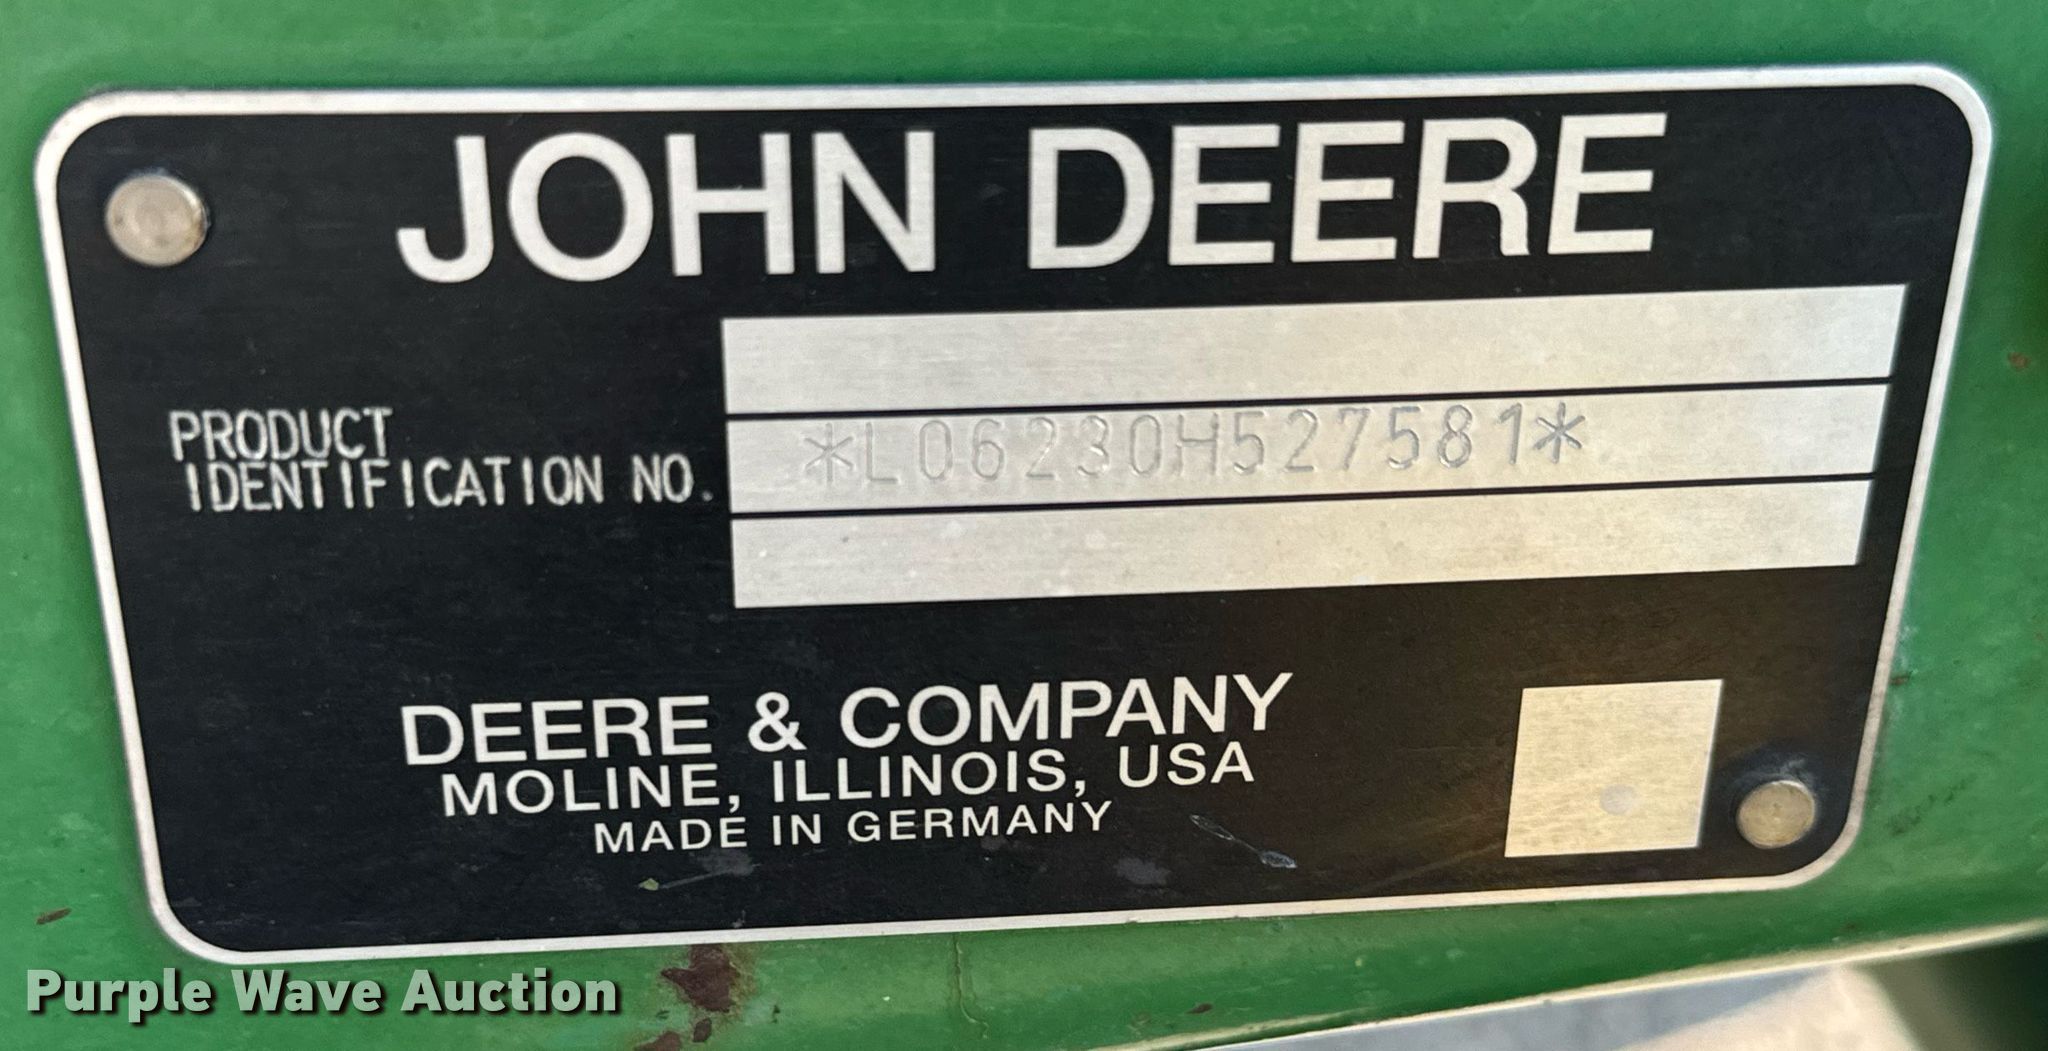 JOHN DEERE
PRODUCT
IDENTIFICATION NO.
*L06230H527581*
DEERE & COMPANY
MOLINE, ILLINOIS, USA
MADE IN GERMANY
Purple Wave Auction